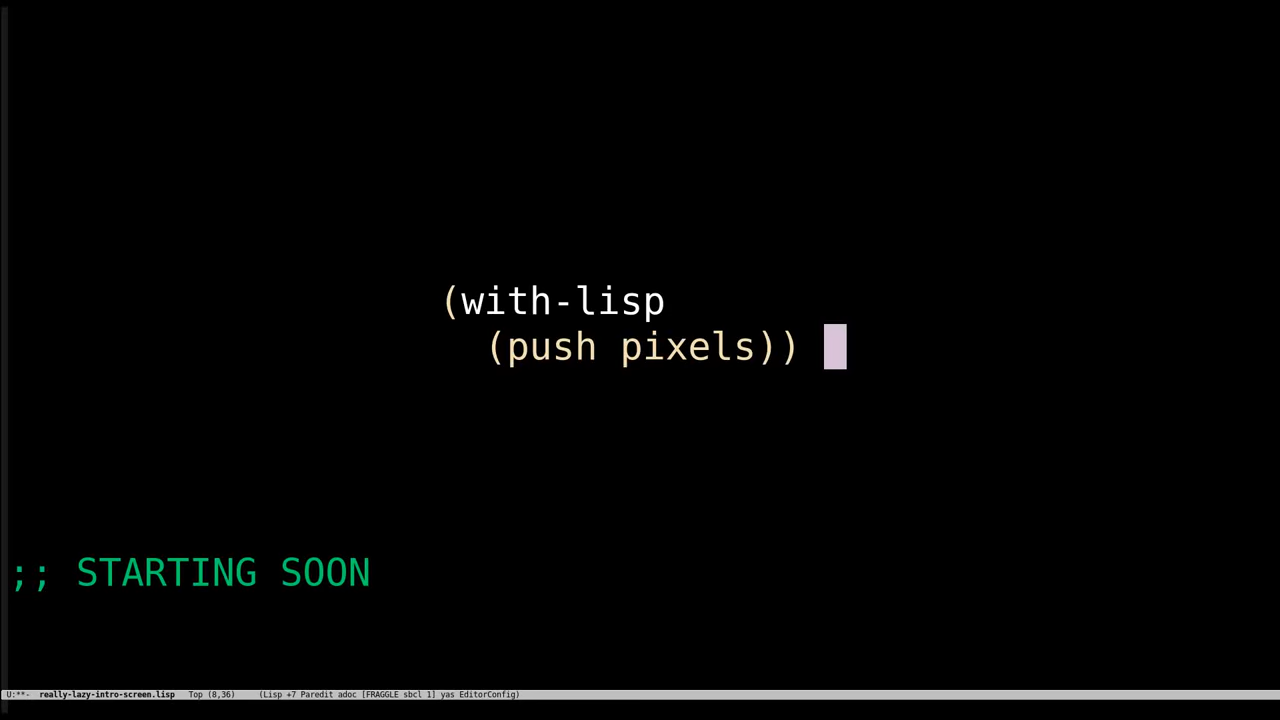 (with-lisp
(push pixels))
;; STARTING SOON
U:**- really-lazy-intro-screen.lisp Top (8,36) (Lisp +7 Paredit adoc [FRAGGLE sbcl 1] yas EditorConfig)